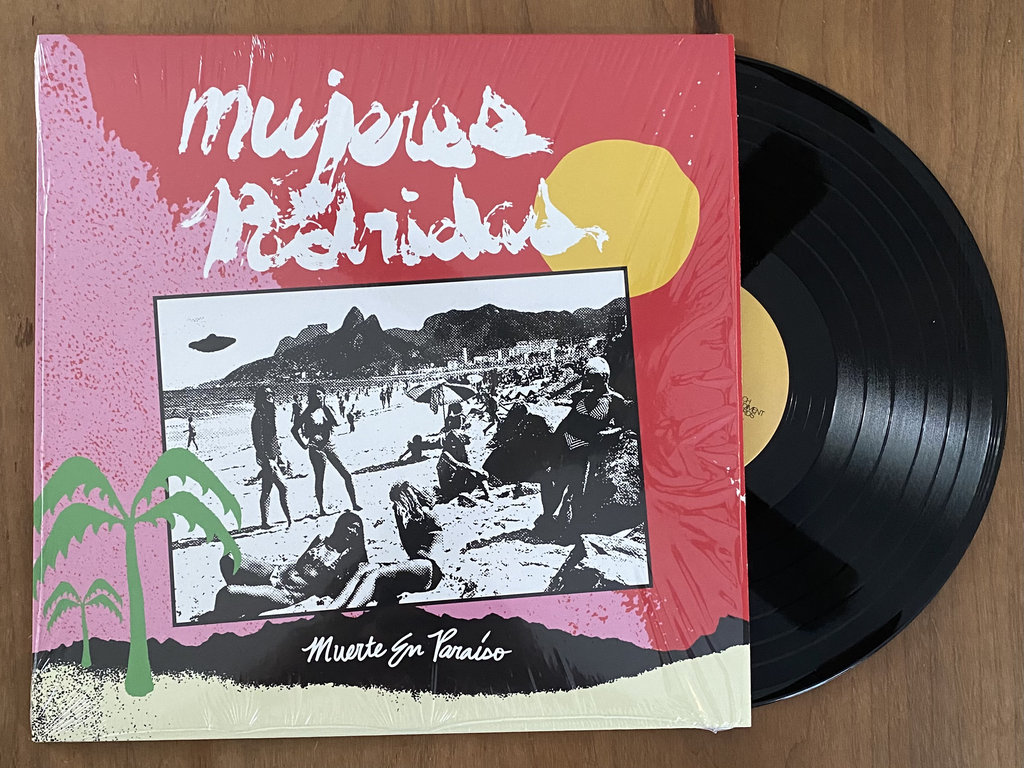 Mujeres
Podridas
Muerte En Paraíso